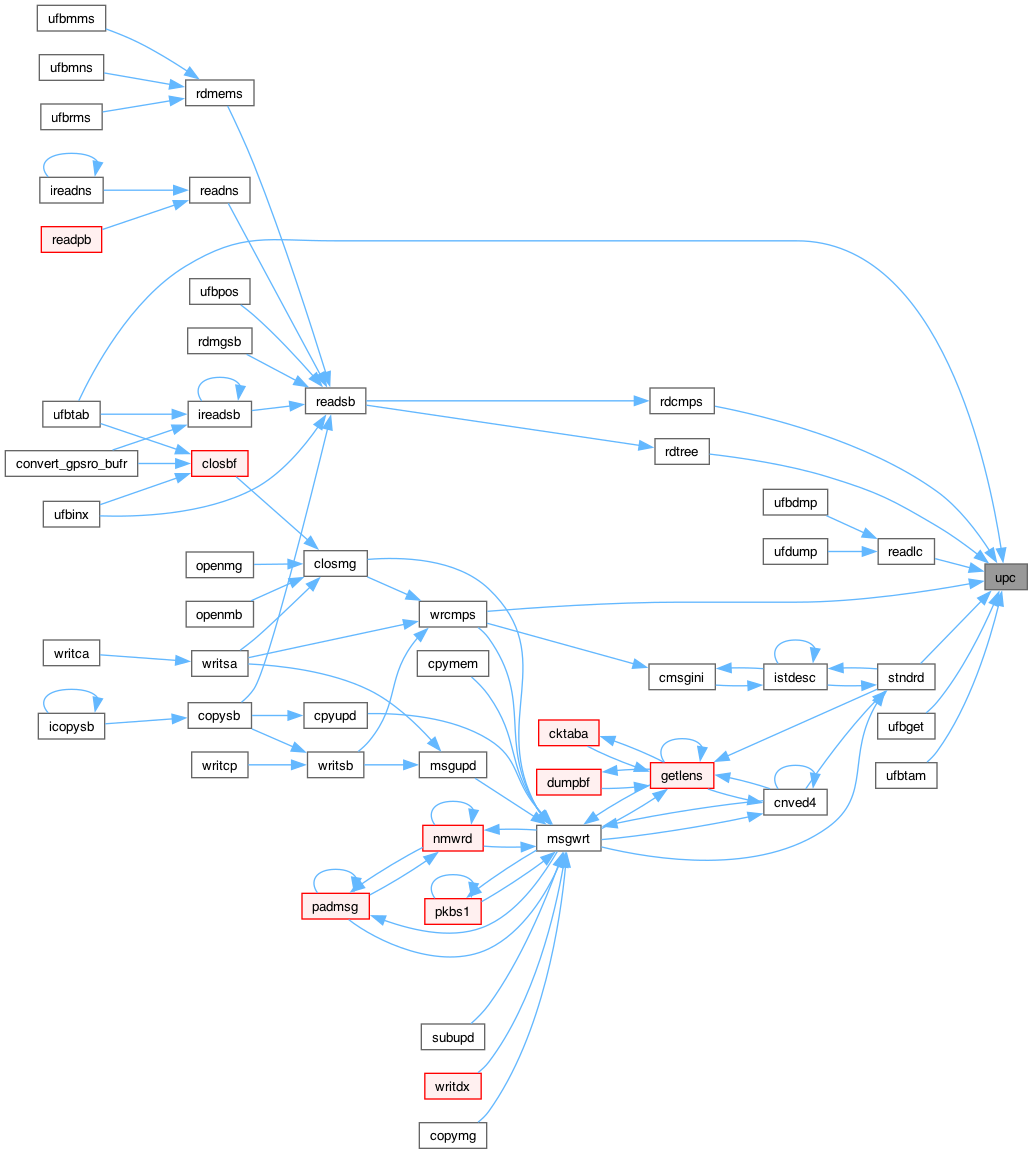 ufbmms
ufbmns
rdmems
ufbrms
ireadns
readns
readpb
ufbpos
rdmgsb
readsb
rdcmps
ufbtab
ireadsb
rdtree
convert_gpsro_bufr
closbf
ufbinx
ufbdmp
ufdump
readlc
openmg
closmg
upc
openmb
wrcmps
writca
writsa
cpymem
cmsgini
istdesc
stndrd
icopysb
copysb
cpyupd
ufbget
cktaba
writcp
writsb
msgupd
dumpbf
getlens
ufbtam
cnved4
nmwrd
msgwrt
padmsg
pkbs1
subupd
writdx
copymg